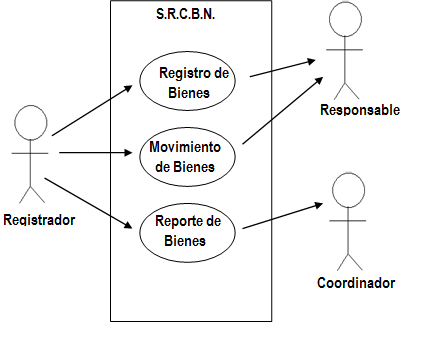 S.R.C.B.N.
Registro de
Bienes
Responsable
Movimiento
de Bienes
Registrador
Reporte de
Bienes
Coordinador